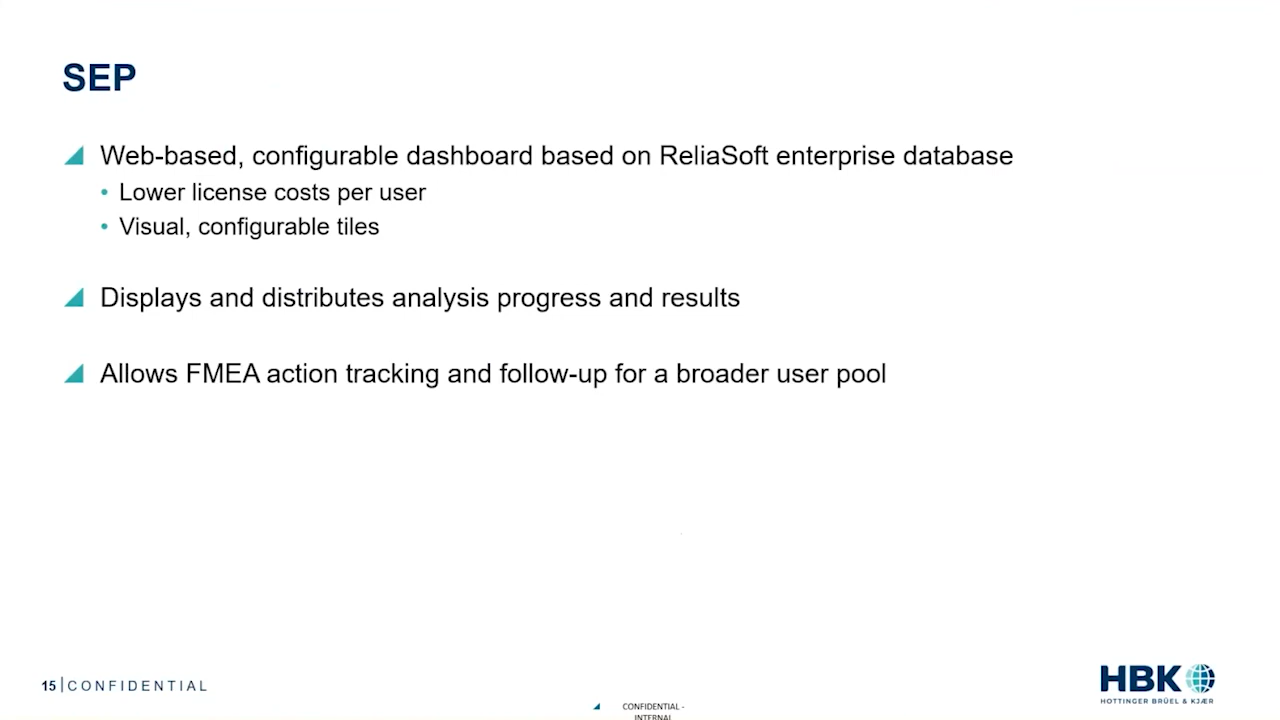 SEP
Web-based, configurable dashboard based on ReliaSoft enterprise database
• Lower license costs per user
• Visual, configurable tiles
Displays and distributes analysis progress and results
Allows FMEA action tracking and follow-up for a broader user pool
15 | CONFIDENTIAL
CONFIDENTIAL -
INTERNAL
HBK
HOTTINGER BRÜEL & KJÆR